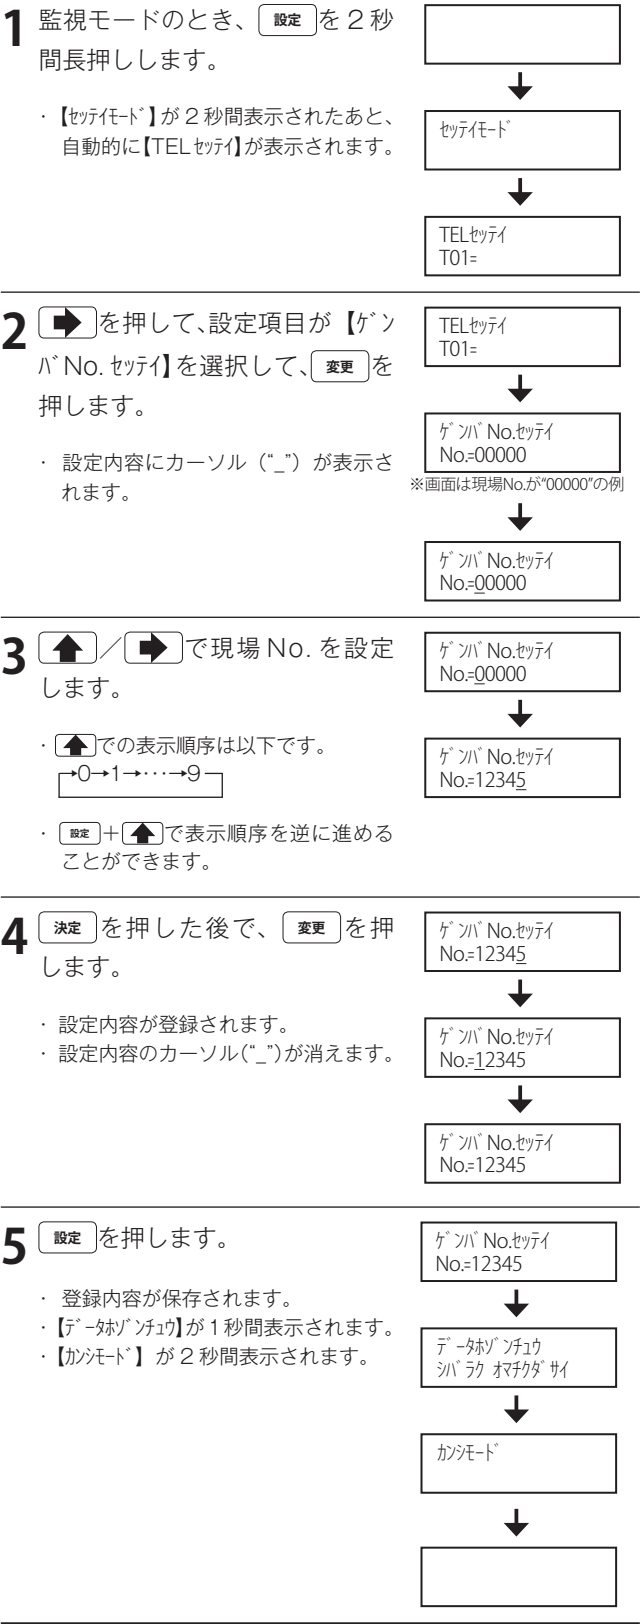 1 監視モードのとき、 設定 を2秒
間長押しします。
・【ｾｯﾃｲﾓｰﾄﾞ】が2秒間表示されたあと、
自動的に【TELｾｯﾃｲ】が表示されます。
ｾｯﾃｲﾓｰﾄﾞ
TELｾｯﾃｲ
T01=
2 ➡ を押して、設定項目が【ｹﾞﾝ
ﾊﾞNo.ｾｯﾃｲ】を選択して、 変更 を
押します。
・ 設定内容にカーソル（“_”）が表示さ
れます。
TELｾｯﾃｲ
T01=
ｹﾞﾝﾊﾞNo.ｾｯﾃｲ
No.=00000
※画面は現場No.が“00000”の例
ｹﾞﾝﾊﾞNo.ｾｯﾃｲ
No.=00000
3 ⬆／➡ で現場 No. を設定
します。
・ ⬆ での表示順序は以下です。
→0→1→･･･→9
・ 設定＋⬆ で表示順序を逆に進める
ことができます。
ｹﾞﾝﾊﾞNo.ｾｯﾃｲ
No.=00000
ｹﾞﾝﾊﾞNo.ｾｯﾃｲ
No.=12345
4 決定 を押した後で、 変更 を押
します。
・ 設定内容が登録されます。
・ 設定内容のカーソル（“_”）が消えます。
ｹﾞﾝﾊﾞNo.ｾｯﾃｲ
No.=12345
ｹﾞﾝﾊﾞNo.ｾｯﾃｲ
No.=12345
ｹﾞﾝﾊﾞNo.ｾｯﾃｲ
No.=12345
5 設定 を押します。
・ 登録内容が保存されます。
・【ﾃﾞｰﾀﾎｿﾞﾝﾁｭｳ】が1秒間表示されます。
・【ｶﾝｼﾓｰﾄﾞ】が2秒間表示されます。
ｹﾞﾝﾊﾞNo.ｾｯﾃｲ
No.=12345
ﾃﾞｰﾀﾎｿﾞﾝﾁｭｳ
ｼﾊﾞﾗｸ ｵﾏﾁｸﾀﾞｻｲ
ｶﾝｼﾓｰﾄﾞ